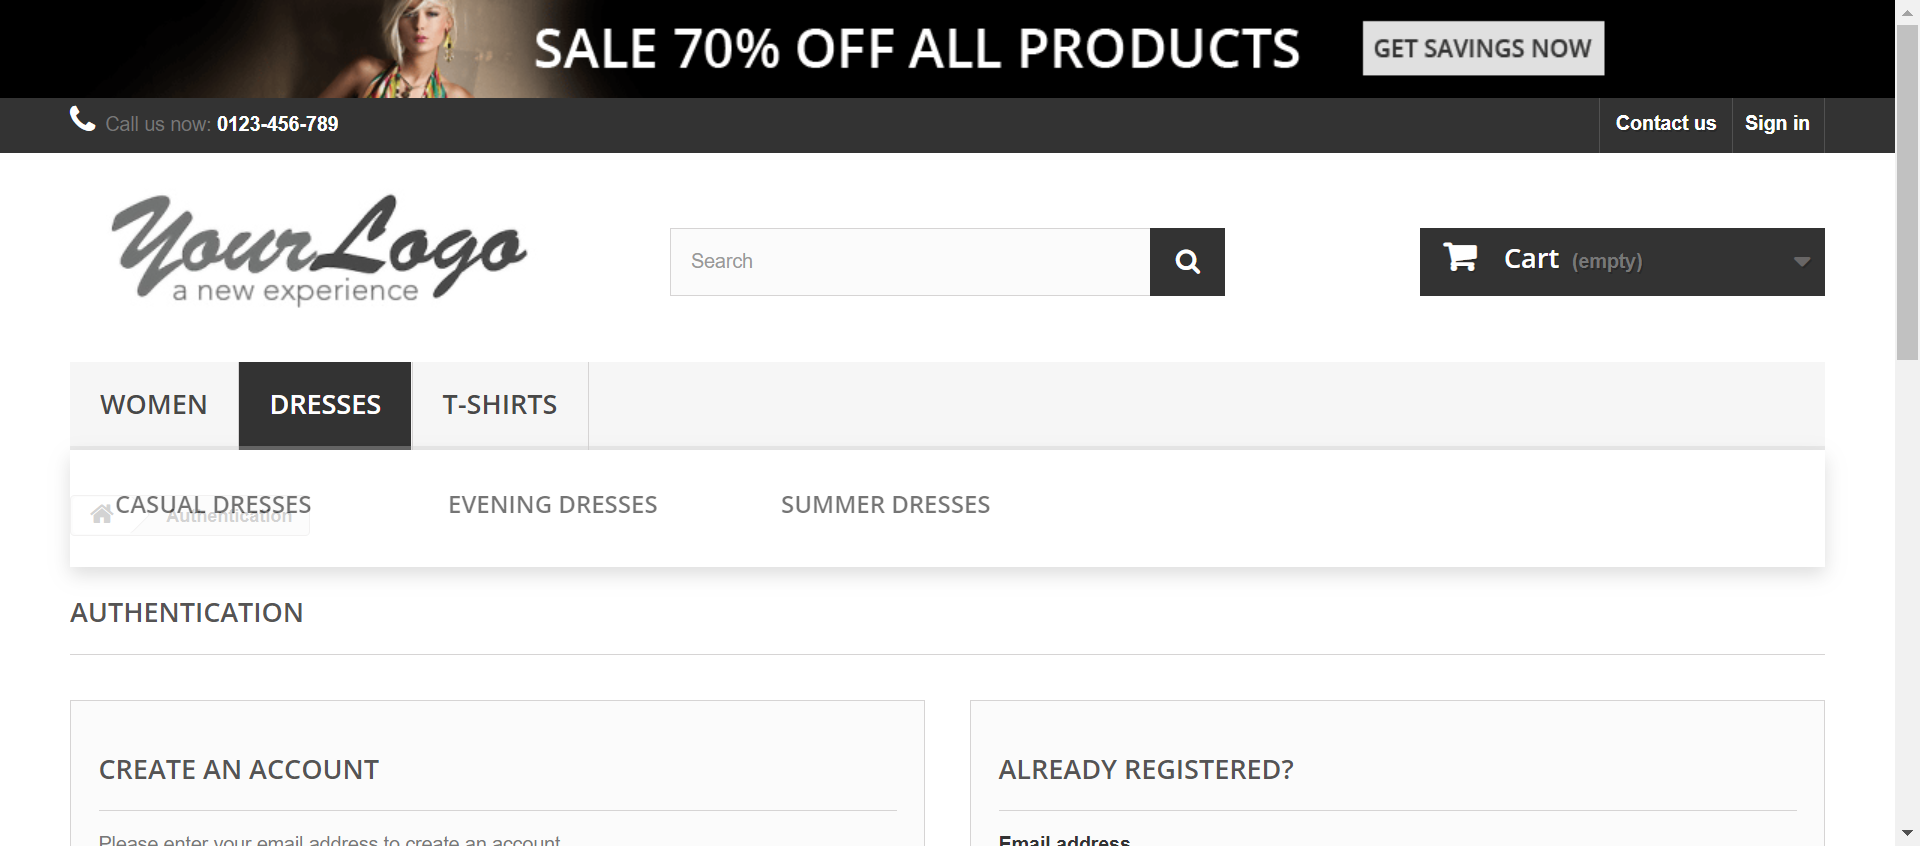 SALE 70% OFF ALL PRODUCTS GET SAVINGS NOW
Call us now: 0123-456-789 Contact us Sign in
YourLogo
a new experience
Search
Cart (empty)
WOMEN DRESSES T-SHIRTS
CASUAL DRESSES EVENING DRESSES SUMMER DRESSES
Authentication
AUTHENTICATION
CREATE AN ACCOUNT
ALREADY REGISTERED?
Please enter your email address to create an account
Email address